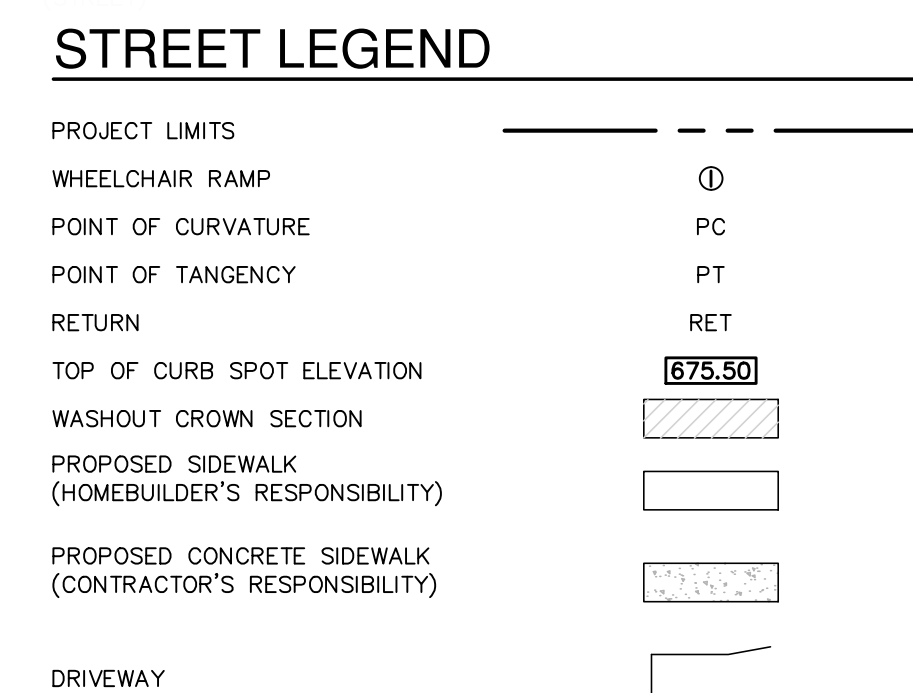 STREET LEGEND
PROJECT LIMITS
WHEELCHAIR RAMP
POINT OF CURVATURE PC
POINT OF TANGENCY PT
RETURN RET
TOP OF CURB SPOT ELEVATION 675.50
WASHOUT CROWN SECTION
PROPOSED SIDEWALK
(HOMEBUILDER'S RESPONSIBILITY)
PROPOSED CONCRETE SIDEWALK
(CONTRACTOR'S RESPONSIBILITY)
DRIVEWAY